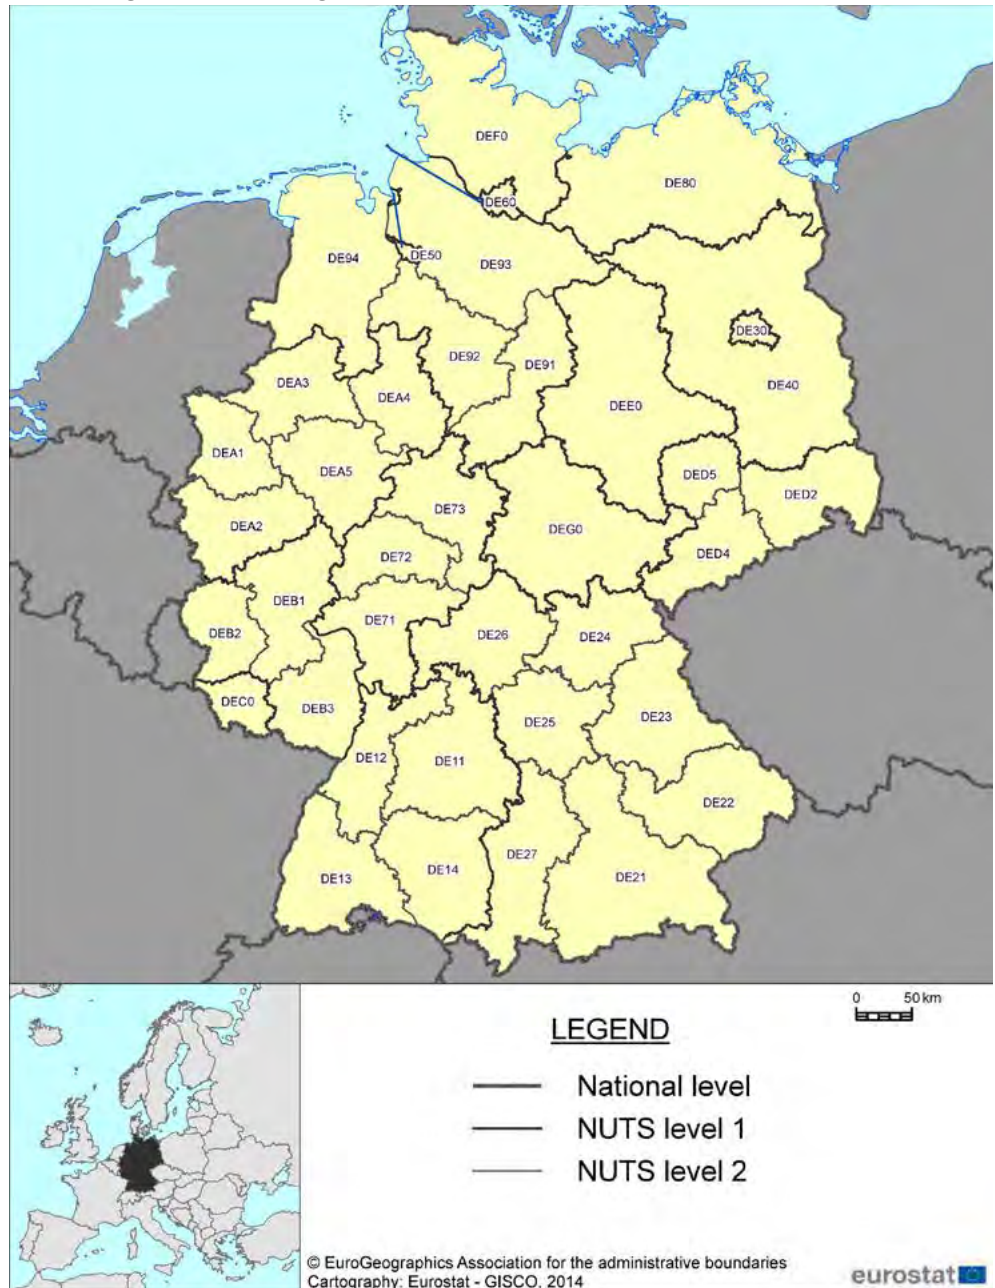 DEF0
DE80
DE60
DE50
DE93
DE94
DE30
DE92
DE91
DE40
DEA3
DEA4
DEE0
DEA1
DEA5
DED5
DED2
DE73
DEA2
DEG0
DED4
DE72
DEB1
DE71
DEB2
DE26
DE24
DEC0
DEB3
DE25
DE23
DE12
DE11
DE22
DE13
DE14
DE27
DE21
0 50 km
LEGEND
National level
NUTS level 1
NUTS level 2
© EuroGeographics Association for the administrative boundaries
Cartography: Eurostat - GISCO, 2014
eurostat